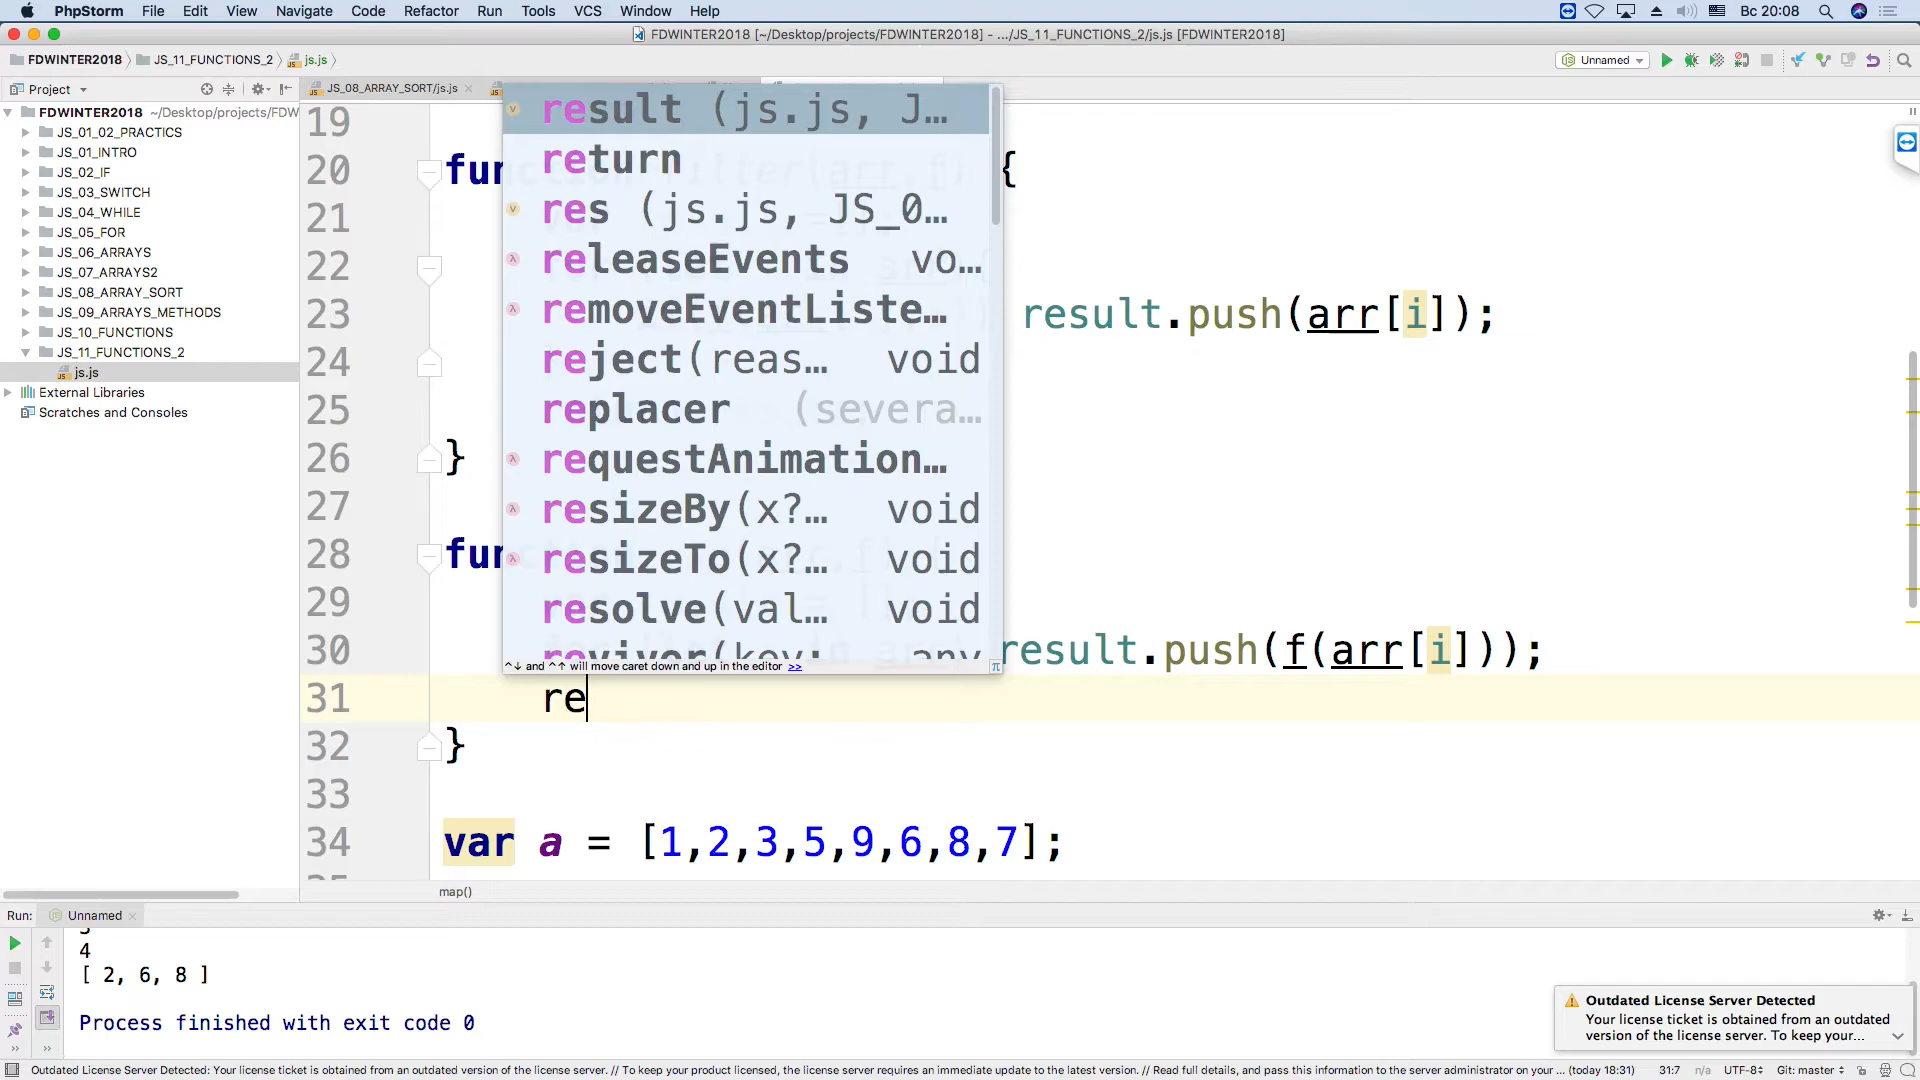 PhpStorm File Edit View Navigate Code Refactor Run Tools VCS Window Help
Вс 20:08
FDWINTER2018 [~/Desktop/projects/FDWINTER2018] - .../JS_11_FUNCTIONS_2/js.js [FDWINTER2018]
FDWINTER2018 JS_11_FUNCTIONS_2 js.js
Unnamed
Project
JS_08_ARRAY_SORT/js.js
FDWINTER2018 ~/Desktop/projects/FDW
JS_01_02_PRACTICS
JS_01_INTRO
JS_02_IF
JS_03_SWITCH
JS_04_WHILE
JS_05_FOR
JS_06_ARRAYS
JS_07_ARRAYS2
JS_08_ARRAY_SORT
JS_09_ARRAYS_METHODS
JS_10_FUNCTIONS
JS_11_FUNCTIONS_2
js.js
External Libraries
Scratches and Consoles
19
20 fun {
21
22
23 result.push(arr[i]);
24
25
26 }
27
28 fun
29
30 result.push(f(arr[i]));
31 re
32 }
33
34 var a = [1,2,3,5,9,6,8,7];
result (js.js, J…
return
res (js.js, JS_0…
releaseEvents vo…
removeEventListe…
reject(reas… void
replacer (severa…
requestAnimation…
resizeBy(x?… void
resizeTo(x?… void
resolve(val… void
reviver(key: any
^↓ and ^↑ will move caret down and up in the editor >>
π
map()
Run: Unnamed
4
[ 2, 6, 8 ]
Process finished with exit code 0
Outdated License Server Detected
Your license ticket is obtained from an outdated
version of the license server. To keep your...
Outdated License Server Detected: Your license ticket is obtained from an outdated version of the license server. // To keep your product licensed, the license server requires an immediate update to the latest version. // Read full details, and pass this information to the server administrator on your ... (today 18:31) 31:7 n/a UTF-8 Git: master